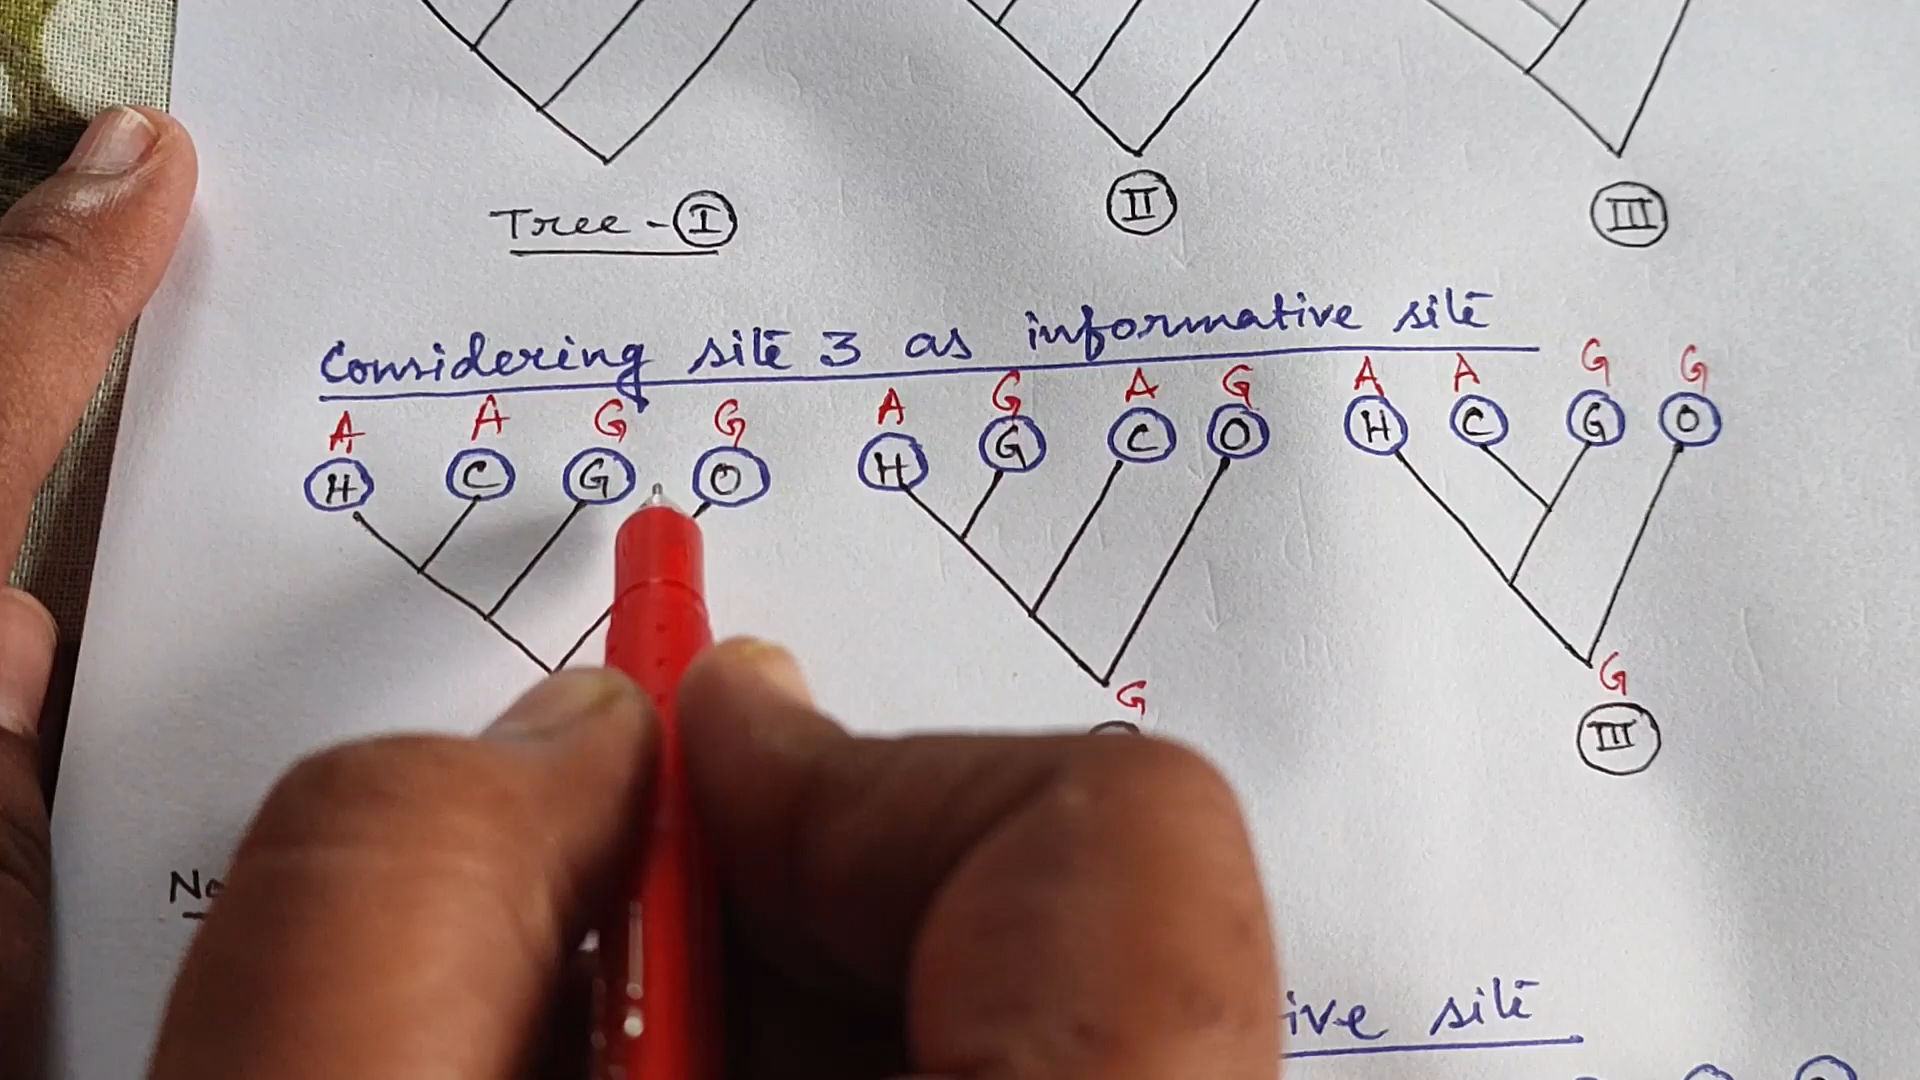 Tree - I II III
Considering site 3 as informative site
A A G G A G A G A A G G
H C G O H G C O H C G O
G G
III
ive site